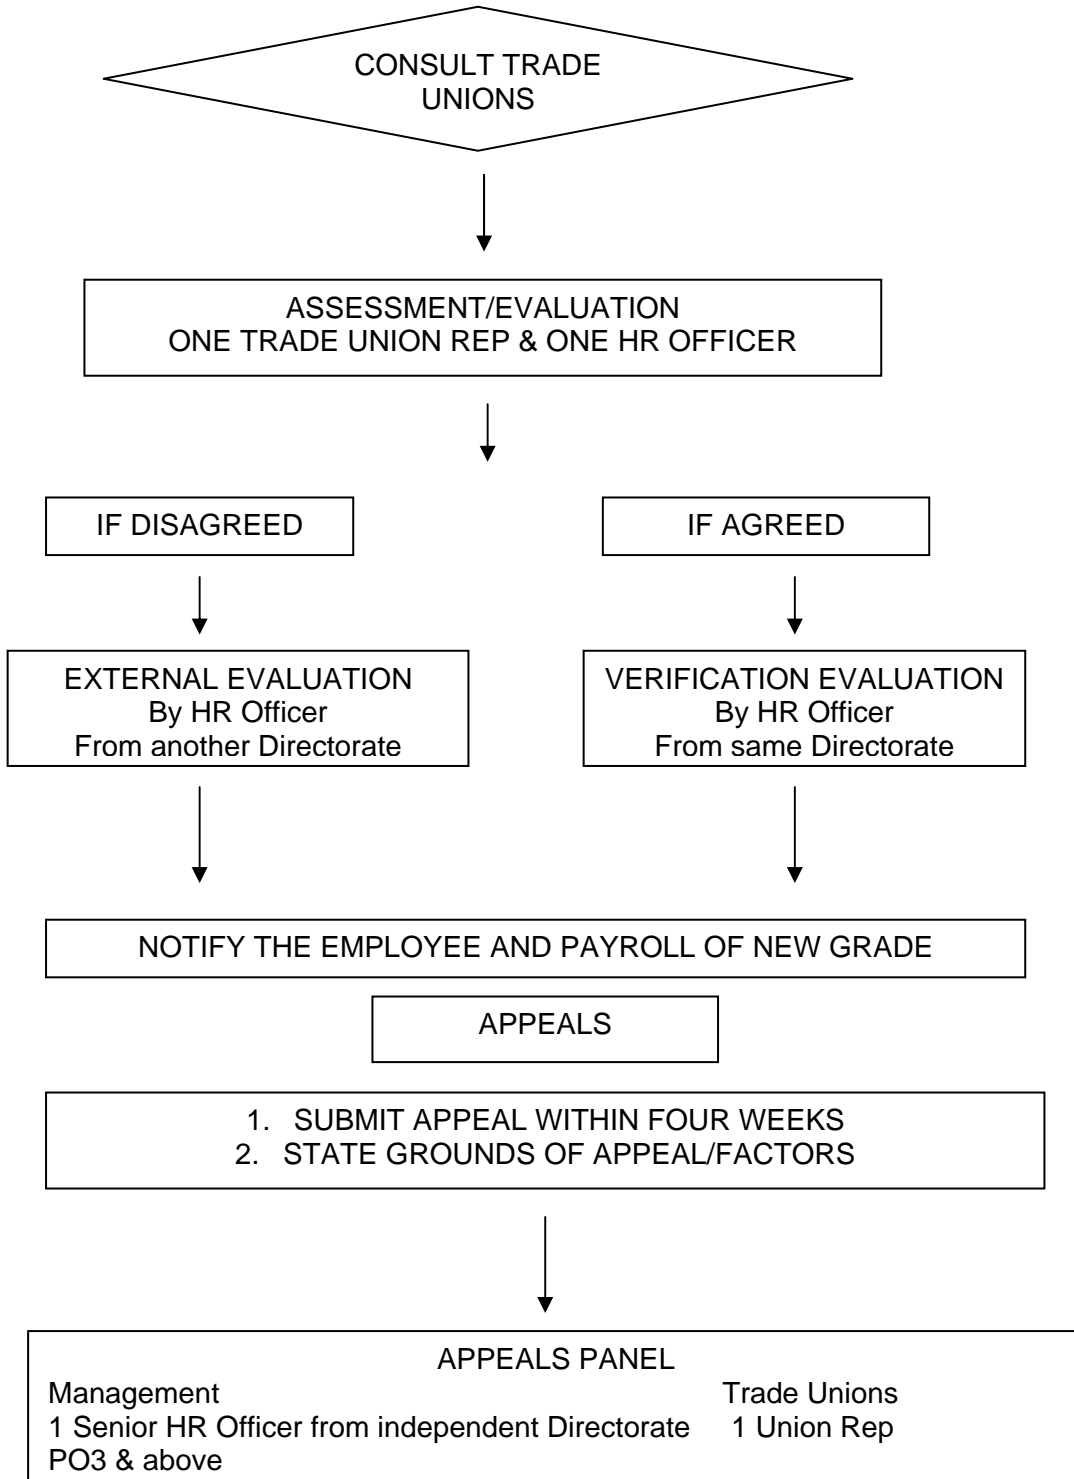 CONSULT TRADE
UNIONS
ASSESSMENT/EVALUATION
ONE TRADE UNION REP & ONE HR OFFICER
IF DISAGREED
IF AGREED
EXTERNAL EVALUATION
By HR Officer
From another Directorate
VERIFICATION EVALUATION
By HR Officer
From same Directorate
NOTIFY THE EMPLOYEE AND PAYROLL OF NEW GRADE
APPEALS
1. SUBMIT APPEAL WITHIN FOUR WEEKS
2. STATE GROUNDS OF APPEAL/FACTORS
APPEALS PANEL
Management Trade Unions
1 Senior HR Officer from independent Directorate 1 Union Rep
PO3 & above